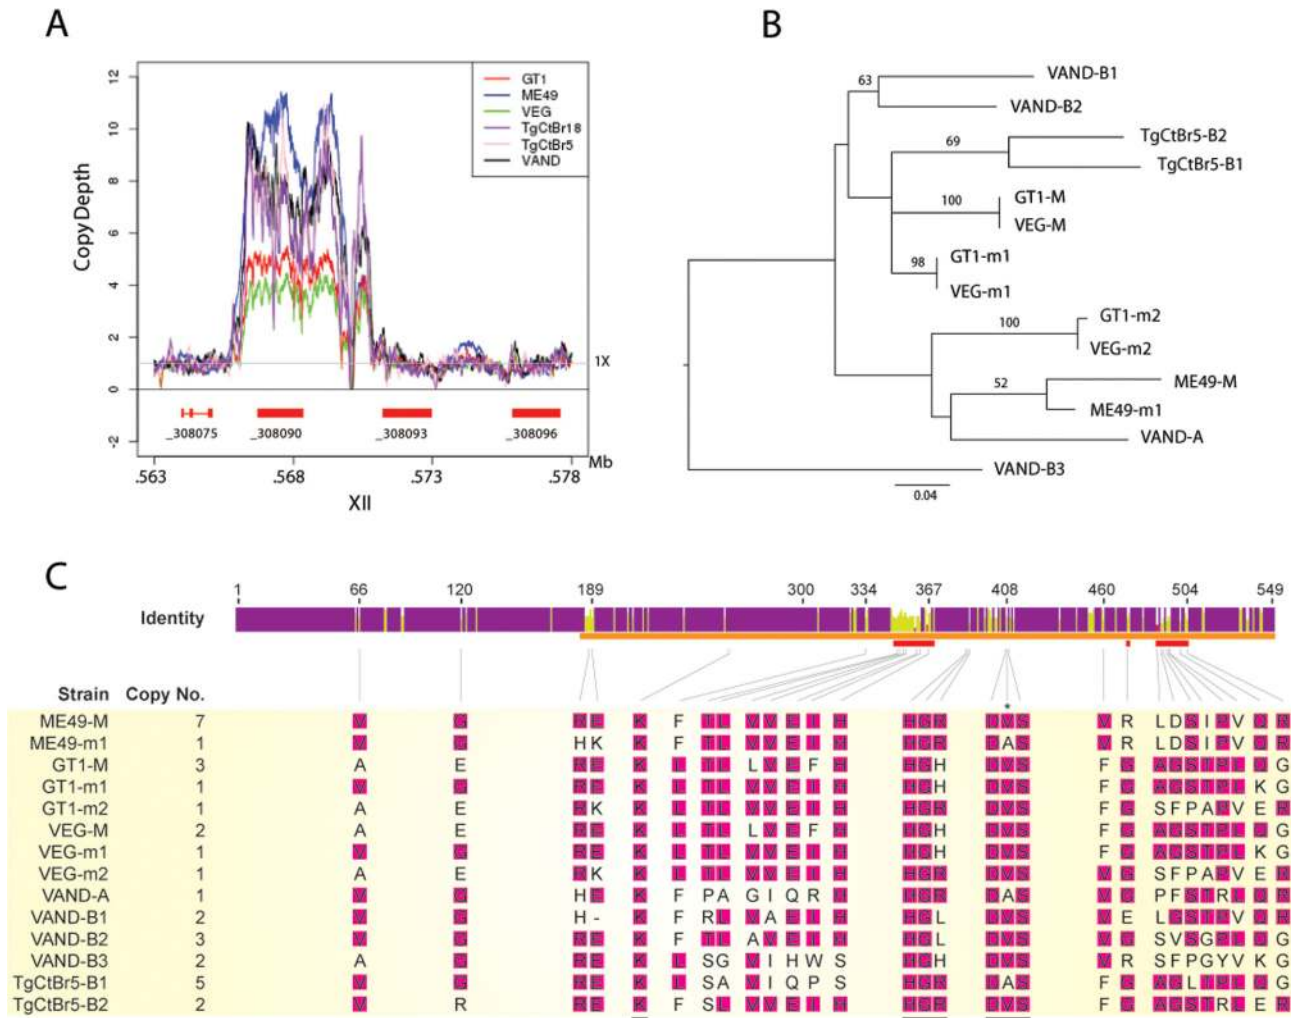 A
GT1
ME49
VEG
TgCtBr18
TgCtBr5
VAND
Copy Depth
12
10
8
6
4
2
0
-2
1X
_308075
_308090
_308093
_308096
Mb
.563
.568
.573
.578
XII
B
63
VAND-B1
VAND-B2
69
TgCtBr5-B2
TgCtBr5-B1
100
GT1-M
VEG-M
98
GT1-m1
VEG-m1
100
GT1-m2
VEG-m2
52
ME49-M
ME49-m1
VAND-A
VAND-B3
0.04
C
1 66 120 189 300 334 367 408 460 504 549
Identity
*
Strain Copy No.
ME49-M 7 V G R E K F T L V V E I H H G R D V S V R L D S I P V Q R
ME49-m1 1 V G H K K F T L V V E I H H G R D A S V R L D S I P V Q R
GT1-M 3 A E R E K L T L L V E F H H G H D V S F G A G S T P L Q G
GT1-m1 1 V G R E K L T L V V E I H H G H D V S F G A G S T P L K G
GT1-m2 1 A E R K K L T L V V E I H H G R D V S F G S F P A P V E R
VEG-M 2 A E R E K L T L L V E F H H G H D V S F G A G S T P L Q G
VEG-m1 1 V G R E K L T L V V E I H H G H D V S F G A G S T P L K G
VEG-m2 1 A E R K K L T L V V E I H H G R D V S V G S F P A P V E R
VAND-A 1 V G H E K F P A G I Q R H H G R D A S V G P F S T R L Q R
VAND-B1 2 V G H - K F R L V A E I H H G L D V S V E L G S T P V Q R
VAND-B2 3 V G R E K F T L A V E I H H G L D V S V G S V S G P L Q G
VAND-B3 2 A G R E K L S G V I H W S H G H D V S V R S F P G Y V K G
TgCtBr5-B1 5 V G R E K L S A V I Q P S H G R D A S F G A G L T P L Q G
TgCtBr5-B2 2 V R R E K F S L V V E I H H G R D V S F G A G S T R L E R